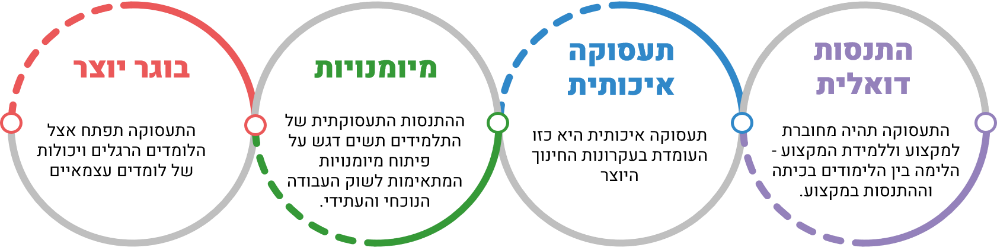 התנסות
דואלית
התעסוקה תהיה מחוברת
למקצוע וללמידת המקצוע -
הלימה בין הלימודים בכיתה
וההתנסות במקצוע.
תעסוקה
איכותית
תעסוקה איכותית היא כזו
העומדת בעקרונות החינוך
היוצר
מיומנויות
ההתנסות התעסוקתית של
התלמידים תשים דגש על
פיתוח מיומנויות
המתאימות לשוק העבודה
הנוכחי והעתידי.
בוגר יוצר
התעסוקה תפתח אצל
הלומדים הרגלים ויכולות
של לומדים עצמאיים